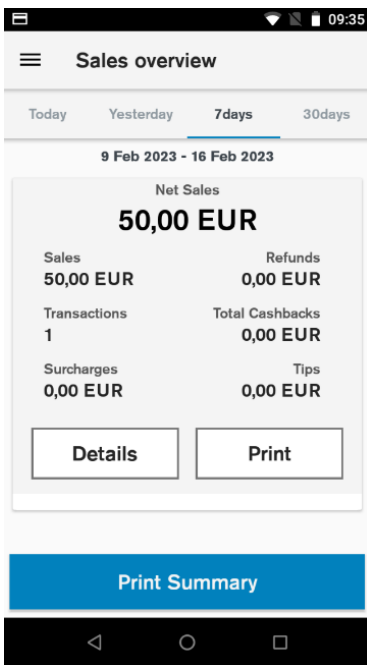 09:35
Sales overview
Today Yesterday 7days 30days
9 Feb 2023 - 16 Feb 2023
Net Sales
50,00 EUR
Sales Refunds
50,00 EUR 0,00 EUR
Transactions Total Cashbacks
1 0,00 EUR
Surcharges Tips
0,00 EUR 0,00 EUR
Details Print
Print Summary